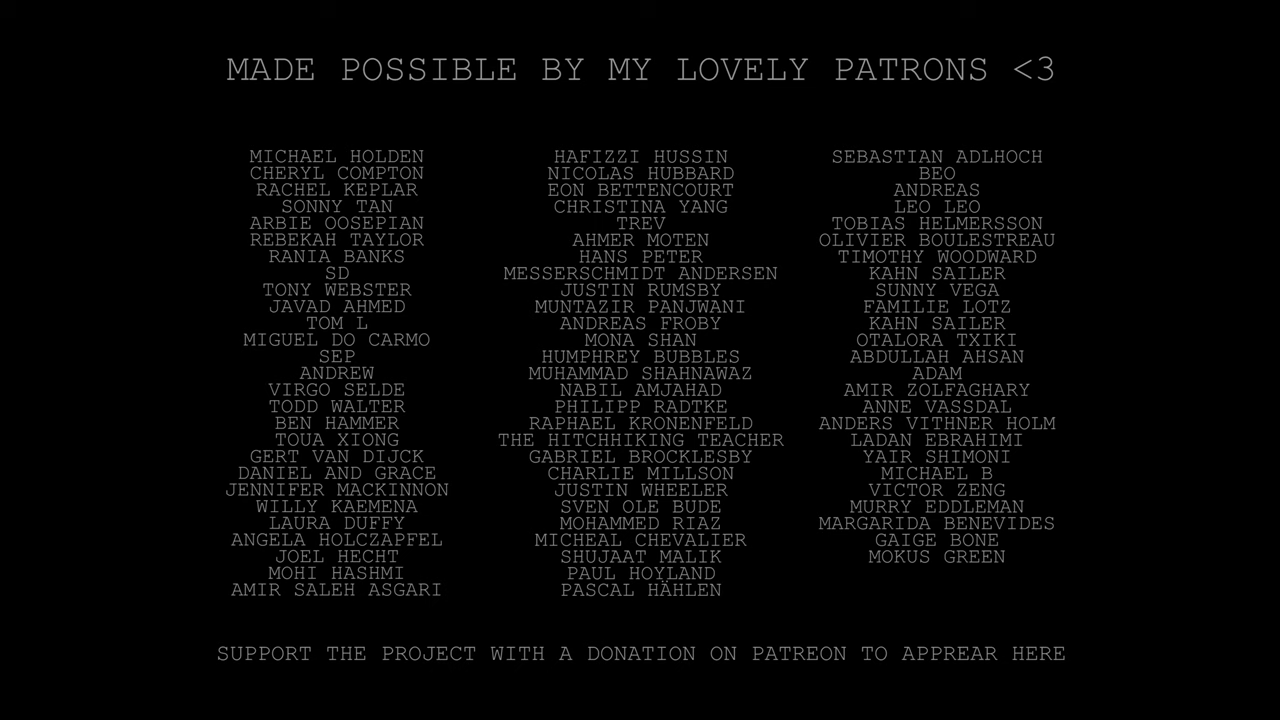 MADE POSSIBLE BY MY LOVELY PATRONS <3
MICHAEL HOLDEN
CHERYL COMPTON
RACHEL KEPLAR
SONNY TAN
ARBIE OOSEPIAN
REBEKAH TAYLOR
RANIA BANKS
SD
TONY WEBSTER
JAVAD AHMED
TOM L
MIGUEL DO CARMO
SEP
ANDREW
VIRGO SELDE
TODD WALTER
BEN HAMMER
TOUA XIONG
GERT VAN DIJCK
DANIEL AND GRACE
JENNIFER MACKINNON
WILLY KAEMENA
LAURA DUFFY
ANGELA HOLCZAPFEL
JOEL HECHT
MOHI HASHMI
AMIR SALEH ASGARI
HAFIZZI HUSSIN
NICOLAS HUBBARD
EON BETTENCOURT
CHRISTINA YANG
TREV
AHMER MOTEN
HANS PETER
MESSERSCHMIDT ANDERSEN
JUSTIN RUMSBY
MUNTAZIR PANJWANI
ANDREAS FROBY
MONA SHAN
HUMPHREY BUBBLES
MUHAMMAD SHAHNAWAZ
NABIL AMJAHAD
PHILIPP RADTKE
RAPHAEL KRONENFELD
THE HITCHHIKING TEACHER
GABRIEL BROCKLESBY
CHARLIE MILLSON
JUSTIN WHEELER
SVEN OLE BUDE
MOHAMMED RIAZ
MICHEAL CHEVALIER
SHUJAAT MALIK
PAUL HOYLAND
PASCAL HÄHLEN
SEBASTIAN ADLHOCH
BEO
ANDREAS
LEO LEO
TOBIAS HELMERSSON
OLIVIER BOULESTREAU
TIMOTHY WOODWARD
KAHN SAILER
SUNNY VEGA
FAMILIE LOTZ
KAHN SAILER
OTALORA TXIKI
ABDULLAH AHSAN
ADAM
AMIR ZOLFAGHARY
ANNE VASSDAL
ANDERS VITHNER HOLM
LADAN EBRAHIMI
YAIR SHIMONI
MICHAEL B
VICTOR ZENG
MURRY EDDLEMAN
MARGARIDA BENEVIDES
GAIGE BONE
MOKUS GREEN
SUPPORT THE PROJECT WITH A DONATION ON PATREON TO APPREAR HERE